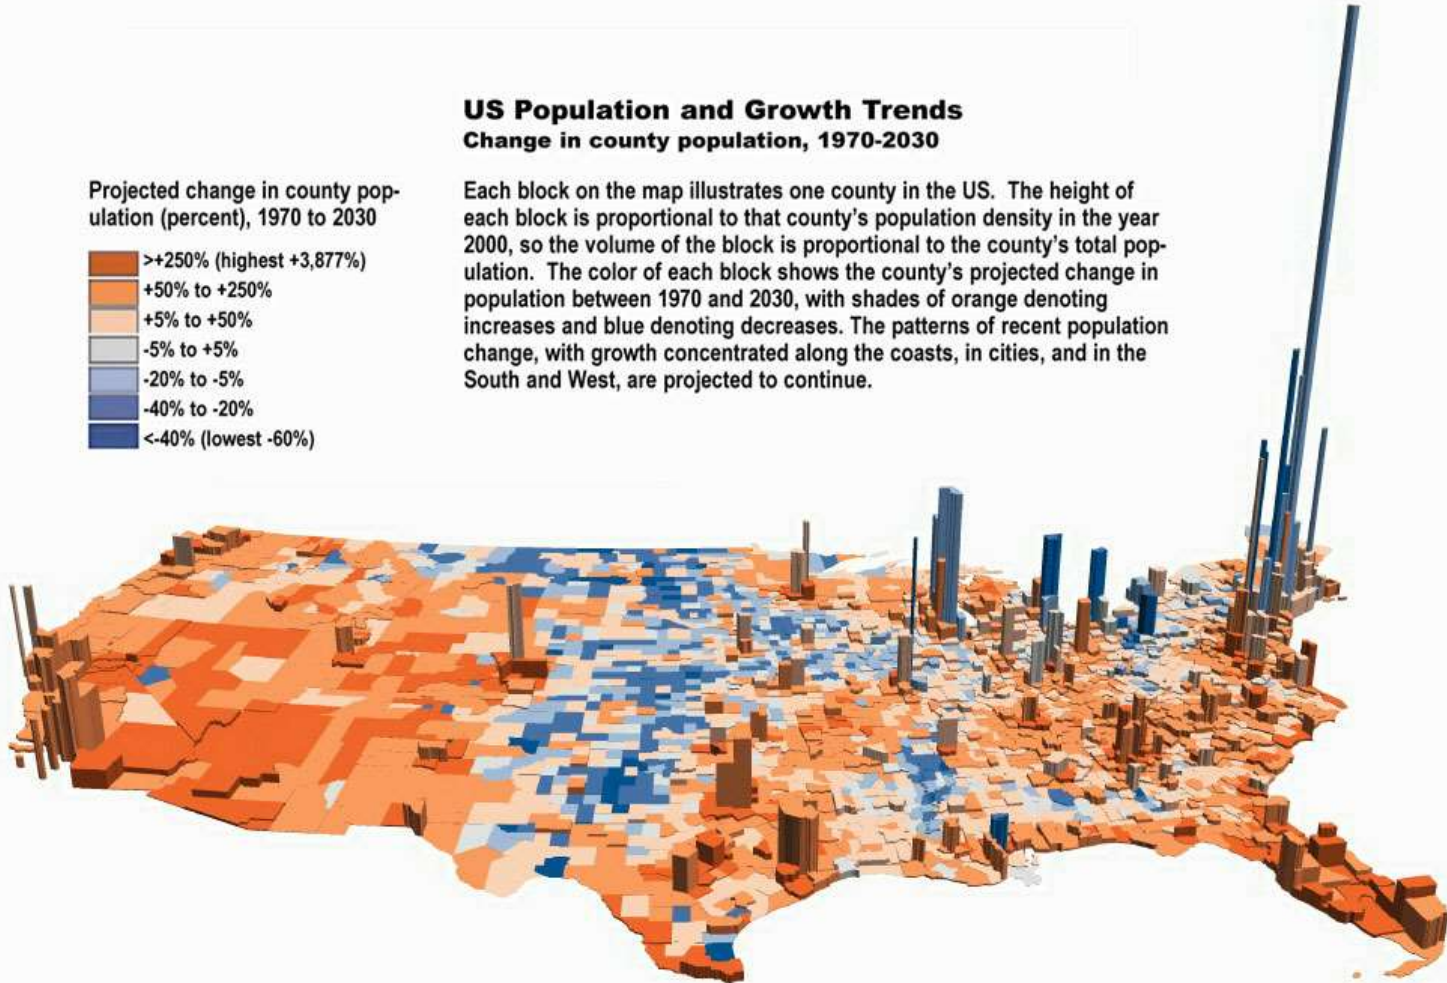 US Population and Growth Trends
Change in county population, 1970-2030
Projected change in county pop-
ulation (percent), 1970 to 2030
>+250% (highest +3,877%)
+50% to +250%
+5% to +50%
-5% to +5%
-20% to -5%
-40% to -20%
<-40% (lowest -60%)
Each block on the map illustrates one county in the US. The height of
each block is proportional to that county's population density in the year
2000, so the volume of the block is proportional to the county's total pop-
ulation. The color of each block shows the county's projected change in
population between 1970 and 2030, with shades of orange denoting
increases and blue denoting decreases. The patterns of recent population
change, with growth concentrated along the coasts, in cities, and in the
South and West, are projected to continue.